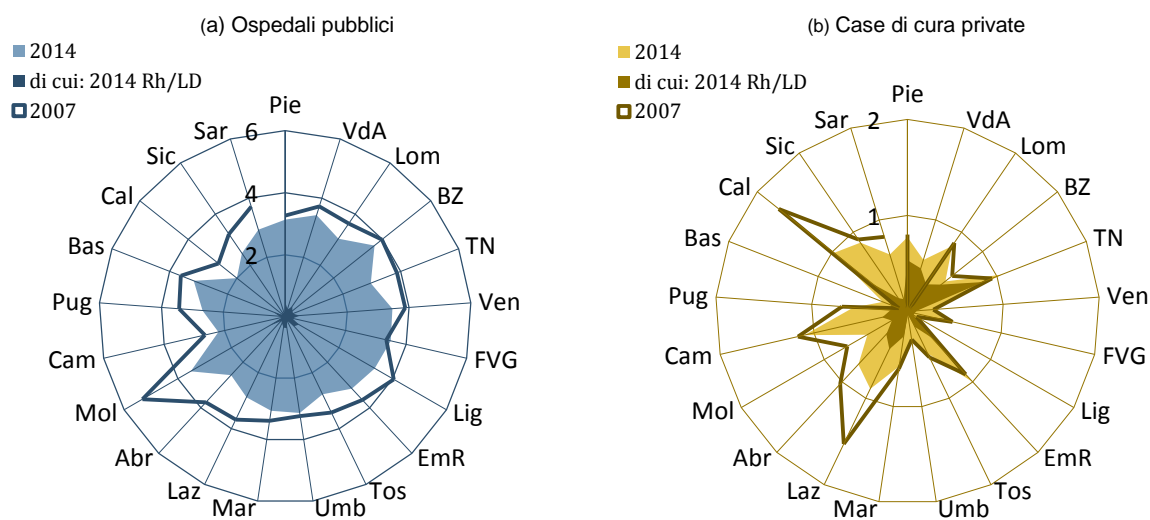 (a) Ospedali pubblici
2014
di cui: 2014 Rh/LD
2007
Pie
VdA
Lom
BZ
TN
Ven
FVG
Lig
EmR
Tos
Umb
Mar
Laz
Abr
Mol
Cam
Pug
Bas
Cal
Sic
Sar
6
4
2
(b) Case di cura private
2014
di cui: 2014 Rh/LD
2007
Pie
VdA
Lom
BZ
TN
Ven
FVG
Lig
EmR
Tos
Umb
Mar
Laz
Abr
Mol
Cam
Pug
Bas
Cal
Sic
Sar
2
1